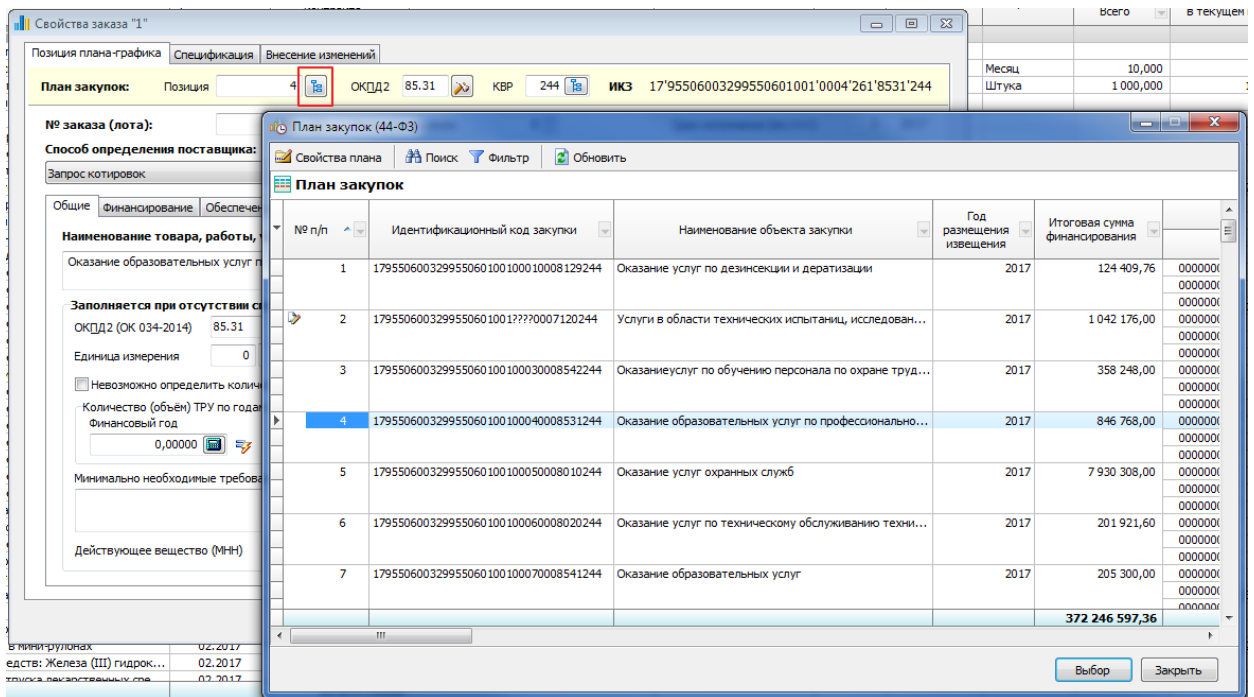 Всего
в текущем
Свойства заказа "1"
Позиция плана-графика Спецификация Внесение изменений
План закупок: Позиция 4 ОКПД2 85.31 КВР 244 ИКЗ 17'9550600329955060 1001'0004'261'8531'244
Месяц 10,000
Штука 1 000,000
№ заказа (лота):
Способ определения поставщика:
Запрос котировок
Общие Финансирование
Наименование товара, работы,
Оказание образовательных услуг
Заполняется при отсутствии
ОКПД2 (ОК 034-2014) 85.31
Единица измерения 0
Невозможно определить
Количество (объём) ТРУ по
Финансовый год
0,00000
Минимально необходимые
Действующее вещество (МНН)
План закупок (44-ФЗ)
Свойства плана Поиск Фильтр Обновить
План закупок
№ п/п Идентификационный код закупки Наименование объекта закупки Год размещения извещения Итоговая сумма финансирования
1 179550600329955060100100010008129244 Оказание услуг по дезинсекции и дератизации 2017 124 409,76
2 1795506003299550601001????0007120244 Услуги в области технических испытаниц, исследован... 2017 1 042 176,00
3 179550600329955060100100030008542244 Оказаниеуслуг по обучению персонала по охране труд... 2017 358 248,00
4 179550600329955060100100040008531244 Оказание образовательных услуг по профессионально... 2017 846 768,00
5 179550600329955060100100050008010244 Оказание услуг охранных служб 2017 7 930 308,00
6 179550600329955060100100060008020244 Оказание услуг по техническому обслуживанию техни... 2017 201 921,60
7 179550600329955060100100070008541244 Оказание образовательных услуг 2017 205 300,00
372 246 597,36
Выбор Закрыть
в мини-рулонах 02.2017
Железа (III) гидрок... 02.2017